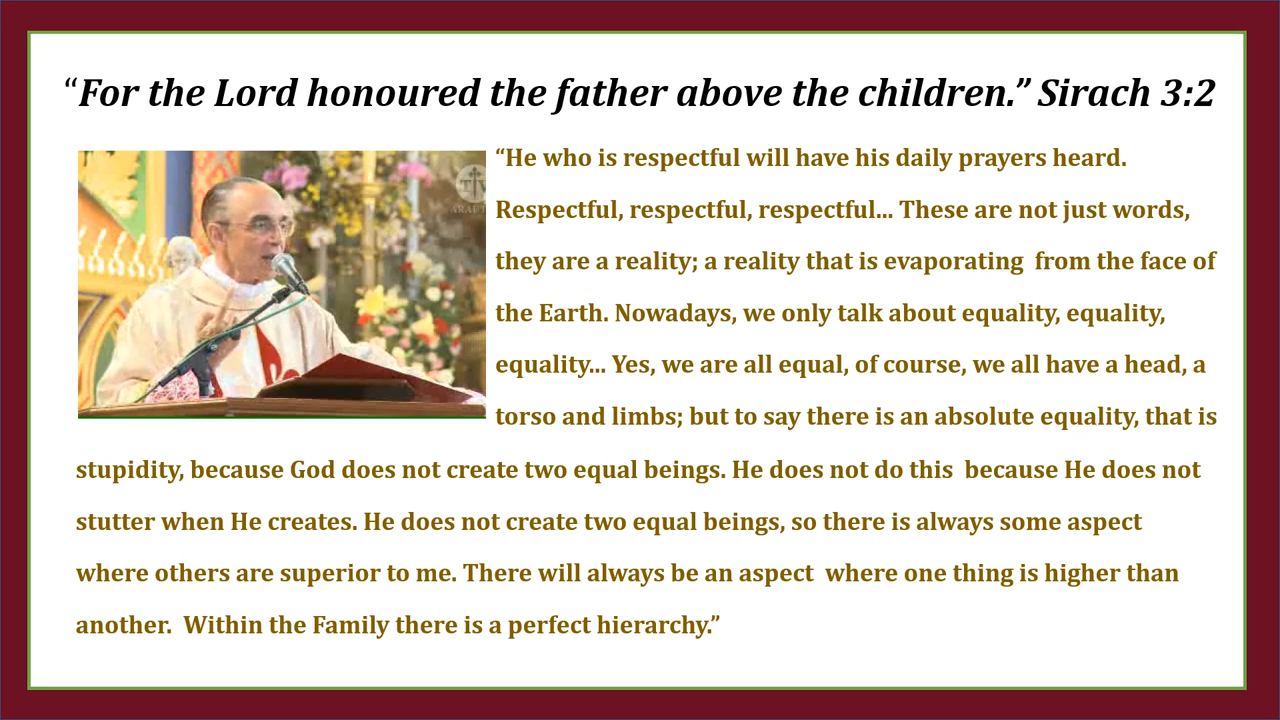 “For the Lord honoured the father above the children.” Sirach 3:2
“He who is respectful will have his daily prayers heard.
Respectful, respectful, respectful... These are not just words,
they are a reality; a reality that is evaporating from the face of
the Earth. Nowadays, we only talk about equality, equality,
equality... Yes, we are all equal, of course, we all have a head, a
torso and limbs; but to say there is an absolute equality, that is
stupidity, because God does not create two equal beings. He does not do this because He does not
stutter when He creates. He does not create two equal beings, so there is always some aspect
where others are superior to me. There will always be an aspect where one thing is higher than
another. Within the Family there is a perfect hierarchy.”